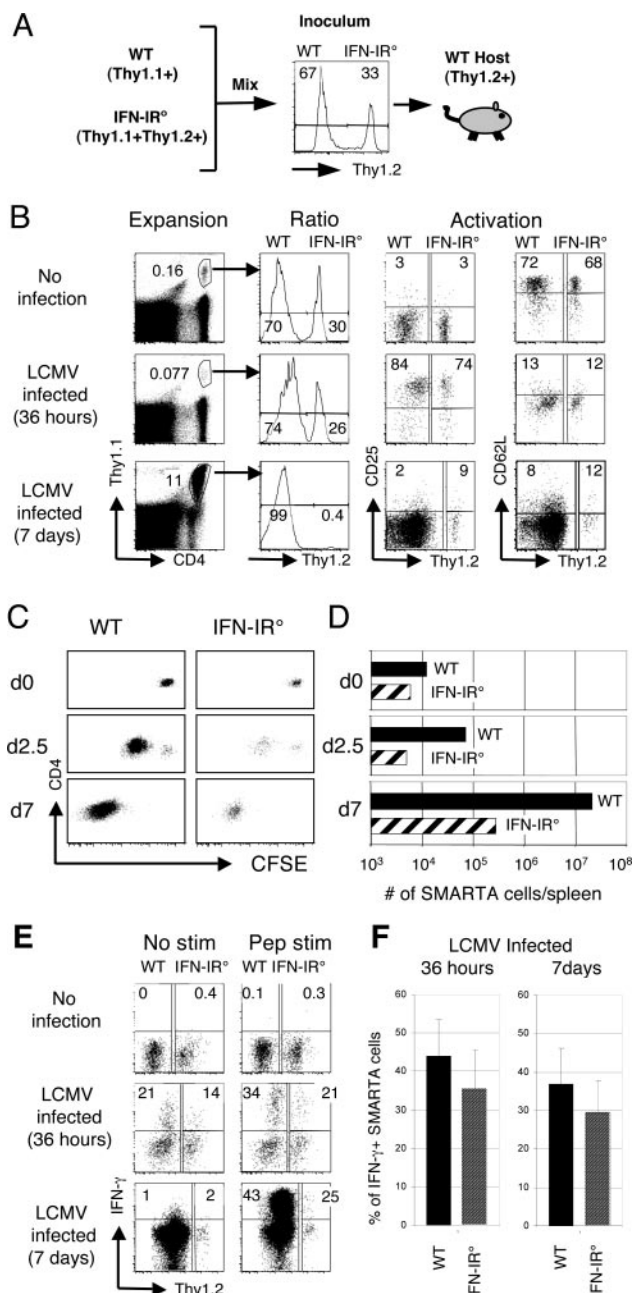 A
Inoculum
WT
(Thy1.1+)
IFN-IR°
(Thy1.1+Thy1.2+)
Mix
WT IFN-IR°
67 33
Thy1.2
WT Host
(Thy1.2+)
B
Expansion Ratio Activation
WT IFN-IR° WT IFN-IR° WT IFN-IR°
No
infection
0.16
70 30
3 3
72 68
LCMV
infected
(36 hours)
0.077
74 26
84 74
13 12
LCMV
infected
(7 days)
11
99 0.4
2 9
8 12
Thy1.1
CD4
Thy1.2
CD25
Thy1.2
CD62L
Thy1.2
C
WT IFN-IR°
d0
d2.5
d7
CD4
CFSE
D
d0
WT
IFN-IR°
d2.5
WT
IFN-IR°
d7
WT
IFN-IR°
10³ 10⁴ 10⁵ 10⁶ 10⁷ 10⁸
# of SMARTA cells/spleen
E
No stim Pep stim
WT IFN-IR° WT IFN-IR°
No
infection
0 0.4
0.1 0.3
LCMV
infected
(36 hours)
21 14
34 21
LCMV
infected
(7 days)
1 2
43 25
IFN-γ
Thy1.2
F
LCMV Infected
36 hours 7days
% of IFN-γ+ SMARTA cells
60
50
40
30
20
10
0
WT
IFN-IR°
60
50
40
30
20
10
0
WT
IFN-IR°